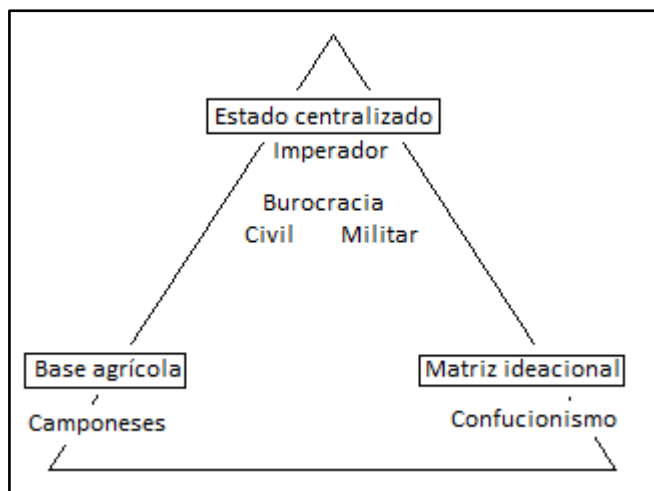 Estado centralizado
Imperador
Burocracia
Civil Militar
Base agrícola
Matriz ideacional
Camponeses
Confucionismo